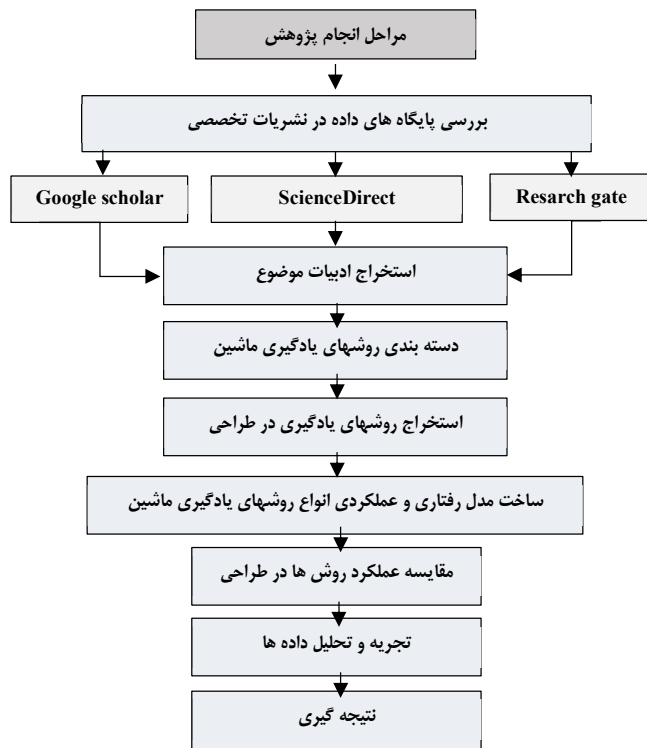 مراحل انجام پژوهش
بررسی پایگاه های داده در نشریات تخصصی
Google scholar
ScienceDirect
Resarch gate
استخراج ادبیات موضوع
دسته بندی روشهای یادگیری ماشین
استخراج روشهای یادگیری در طراحی
ساخت مدل رفتاری و عملکردی انواع روشهای یادگیری ماشین
مقایسه عملکرد روش ها در طراحی
تجریه و تحلیل داده ها
نتیجه گیری